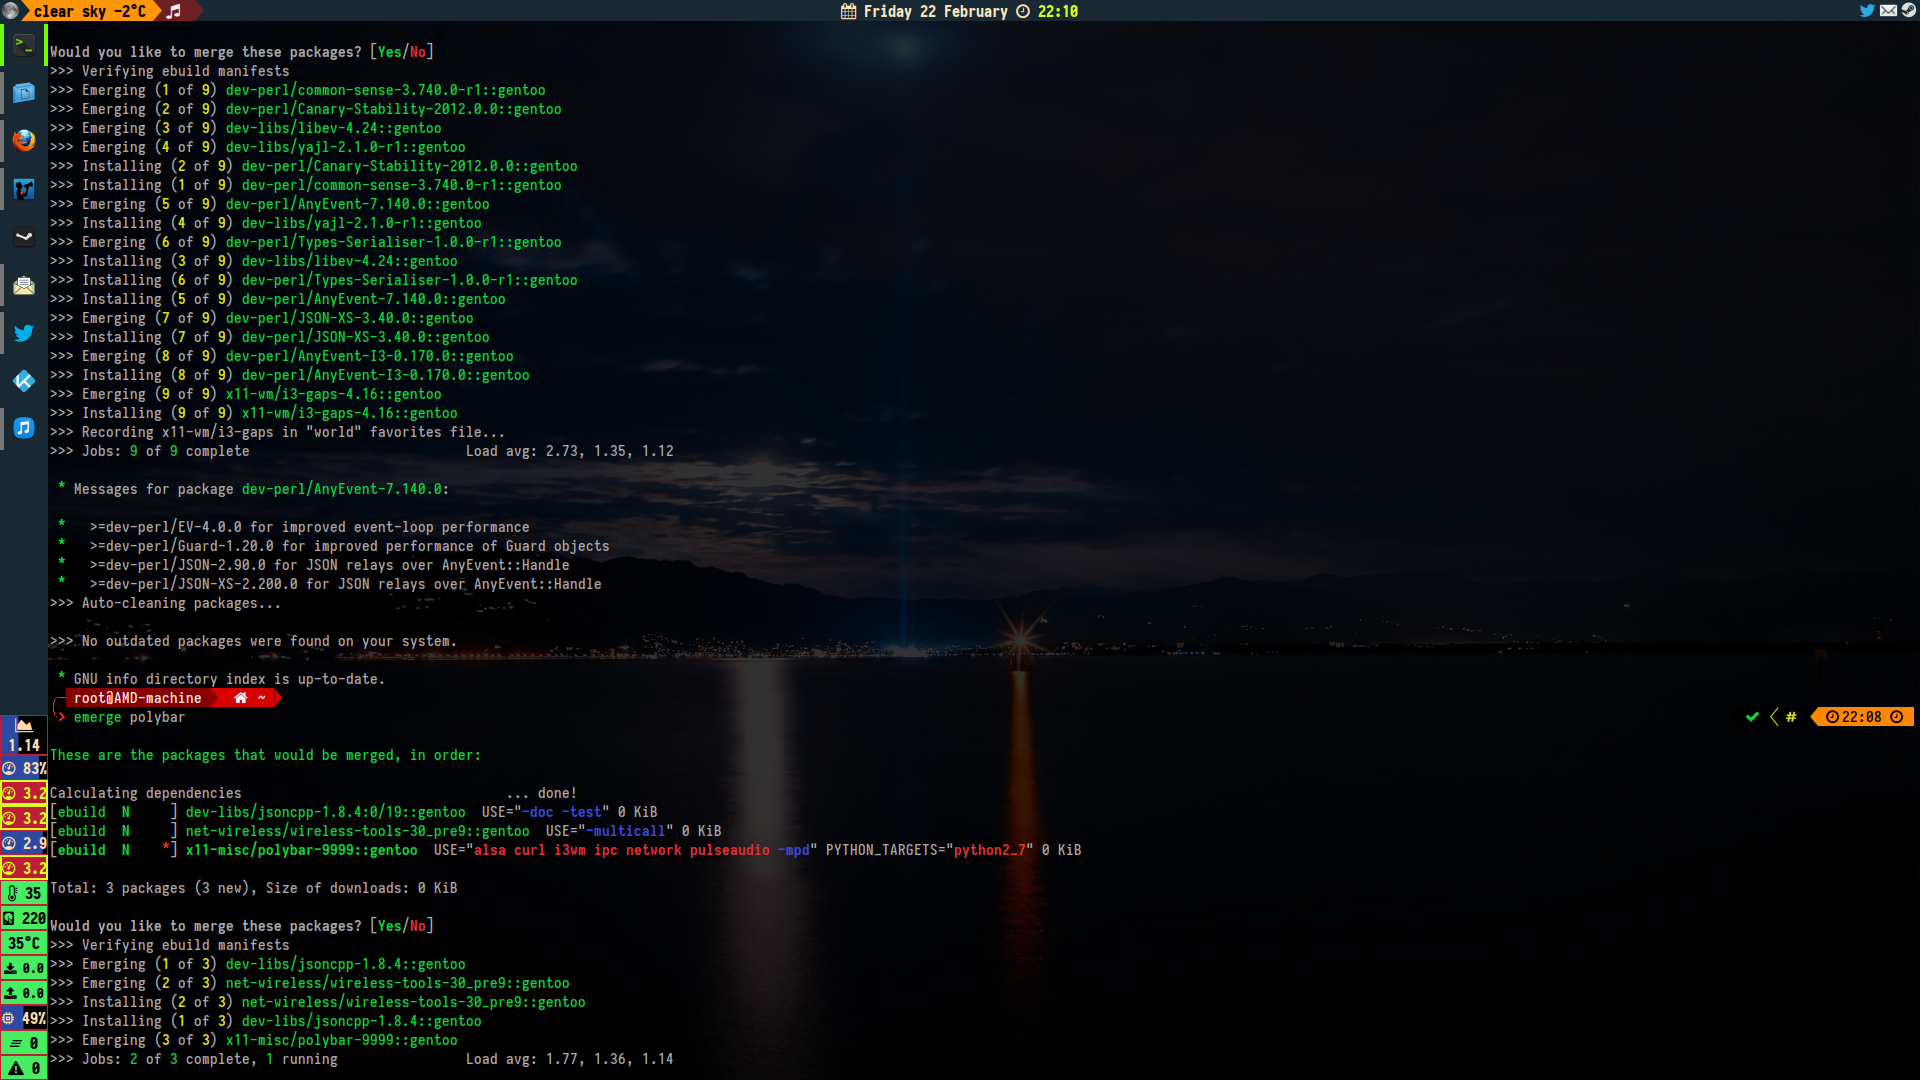 clear sky -2°C
Friday 22 February 22:10
Would you like to merge these packages? [Yes/No]
>>> Verifying ebuild manifests
>>> Emerging (1 of 9) dev-perl/common-sense-3.740.0-r1::gentoo
>>> Emerging (2 of 9) dev-perl/Canary-Stability-2012.0.0::gentoo
>>> Emerging (3 of 9) dev-libs/libev-4.24::gentoo
>>> Emerging (4 of 9) dev-libs/yajl-2.1.0-r1::gentoo
>>> Installing (2 of 9) dev-perl/Canary-Stability-2012.0.0::gentoo
>>> Installing (1 of 9) dev-perl/common-sense-3.740.0-r1::gentoo
>>> Emerging (5 of 9) dev-perl/AnyEvent-7.140.0::gentoo
>>> Installing (4 of 9) dev-libs/yajl-2.1.0-r1::gentoo
>>> Emerging (6 of 9) dev-perl/Types-Serialiser-1.0.0-r1::gentoo
>>> Installing (3 of 9) dev-libs/libev-4.24::gentoo
>>> Installing (6 of 9) dev-perl/Types-Serialiser-1.0.0-r1::gentoo
>>> Installing (5 of 9) dev-perl/AnyEvent-7.140.0::gentoo
>>> Emerging (7 of 9) dev-perl/JSON-XS-3.40.0::gentoo
>>> Installing (7 of 9) dev-perl/JSON-XS-3.40.0::gentoo
>>> Emerging (8 of 9) dev-perl/AnyEvent-I3-0.170.0::gentoo
>>> Installing (8 of 9) dev-perl/AnyEvent-I3-0.170.0::gentoo
>>> Emerging (9 of 9) x11-wm/i3-gaps-4.16::gentoo
>>> Installing (9 of 9) x11-wm/i3-gaps-4.16::gentoo
>>> Recording x11-wm/i3-gaps in "world" favorites file...
>>> Jobs: 9 of 9 complete Load avg: 2.73, 1.35, 1.12
* Messages for package dev-perl/AnyEvent-7.140.0:
* >=dev-perl/EV-4.0.0 for improved event-loop performance
* >=dev-perl/Guard-1.20.0 for improved performance of Guard objects
* >=dev-perl/JSON-2.90.0 for JSON relays over AnyEvent::Handle
* >=dev-perl/JSON-XS-2.200.0 for JSON relays over AnyEvent::Handle
>>> Auto-cleaning packages...
>>> No outdated packages were found on your system.
* GNU info directory index is up-to-date.
root@AMD-machine ~
> emerge polybar # 22:08
These are the packages that would be merged, in order:
Calculating dependencies ... done!
[ebuild N ] dev-libs/jsoncpp-1.8.4:0/19::gentoo USE="-doc -test" 0 KiB
[ebuild N ] net-wireless/wireless-tools-30_pre9::gentoo USE="-multicall" 0 KiB
[ebuild N *] x11-misc/polybar-9999::gentoo USE="alsa curl i3wm ipc network pulseaudio -mpd" PYTHON_TARGETS="python2_7" 0 KiB
Total: 3 packages (3 new), Size of downloads: 0 KiB
Would you like to merge these packages? [Yes/No]
>>> Verifying ebuild manifests
>>> Emerging (1 of 3) dev-libs/jsoncpp-1.8.4::gentoo
>>> Emerging (2 of 3) net-wireless/wireless-tools-30_pre9::gentoo
>>> Installing (2 of 3) net-wireless/wireless-tools-30_pre9::gentoo
>>> Installing (1 of 3) dev-libs/jsoncpp-1.8.4::gentoo
>>> Emerging (3 of 3) x11-misc/polybar-9999::gentoo
>>> Jobs: 2 of 3 complete, 1 running Load avg: 1.77, 1.36, 1.14
1.14
83%
3.2
3.2
2.9
3.2
35
220
35°C
0.0
0.0
49%
0
0